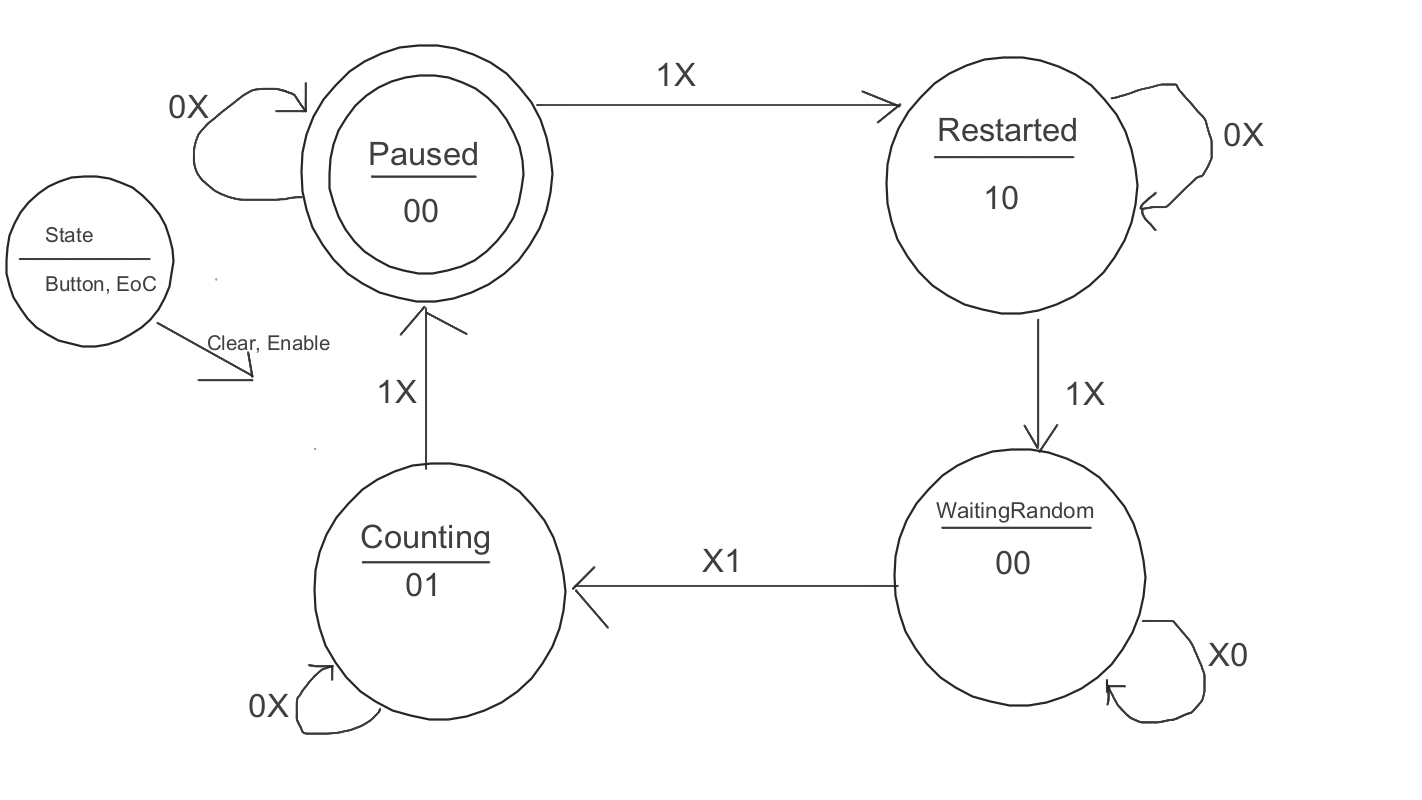 1X
0X
Paused
00
Restarted
10
0X
State
Button, EoC
Clear, Enable
1X
1X
Counting
01
X1
WaitingRandom
00
0X
X0